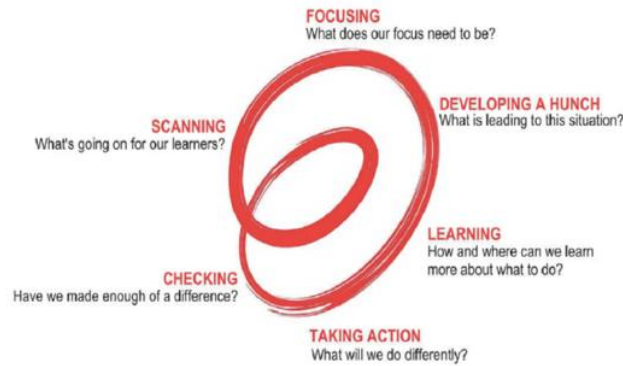 FOCUSING
What does our focus need to be?
DEVELOPING A HUNCH
What is leading to this situation?
SCANNING
What's going on for our learners?
LEARNING
How and where can we learn
more about what to do?
CHECKING
Have we made enough of a difference?
TAKING ACTION
What will we do differently?